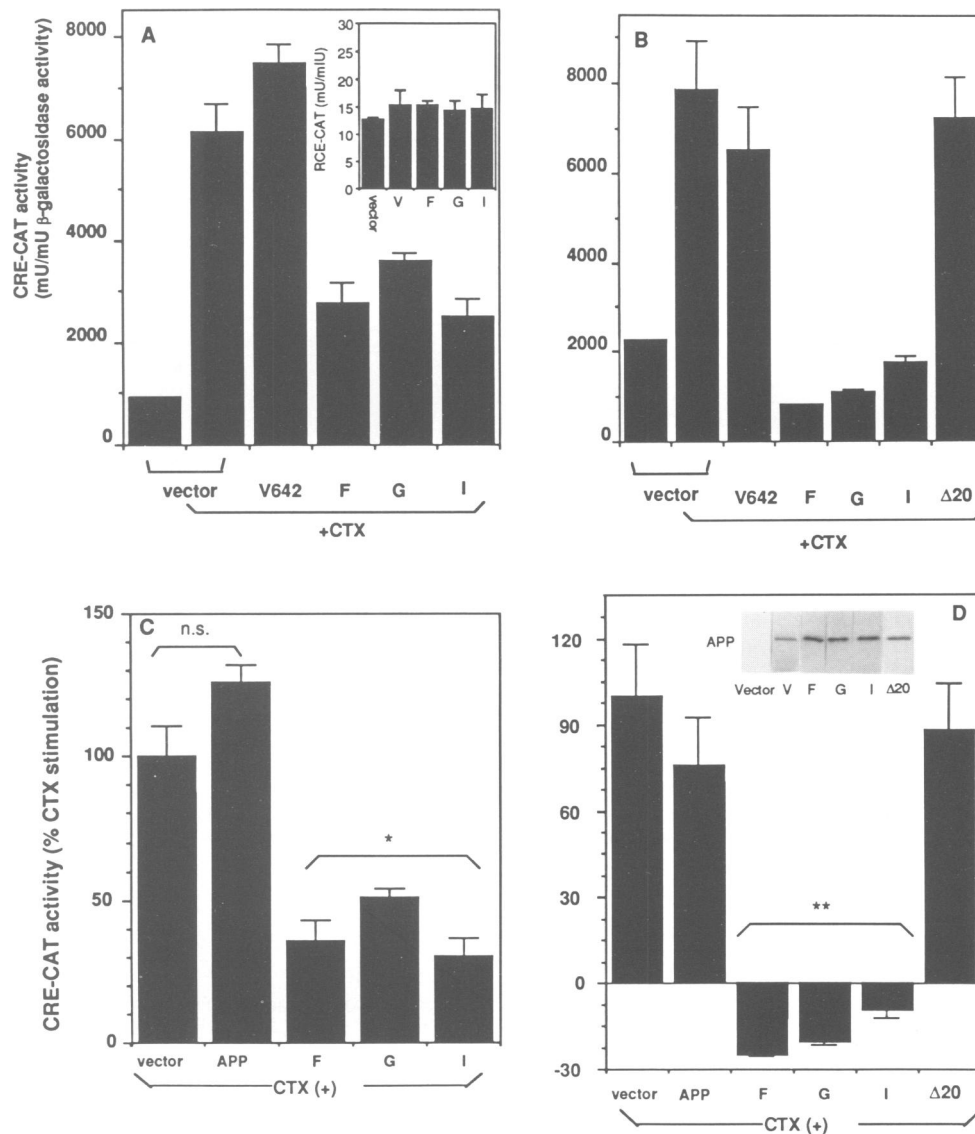 A
8000
6000
4000
2000
0
CRE-CAT activity
(mU/mU β-galactosidase activity)
RCE-CAT (mU/mIU)
30
25
20
15
10
5
0
vector V F G I
vector V642 F G I
+CTX
B
8000
6000
4000
2000
0
vector V642 F G I Δ20
+CTX
C
150
100
50
0
CRE-CAT activity (% CTX stimulation)
n.s.
*
vector APP F G I
CTX (+)
D
120
90
60
30
0
-30
APP
Vector V F G I Δ20
**
vector APP F G I Δ20
CTX (+)